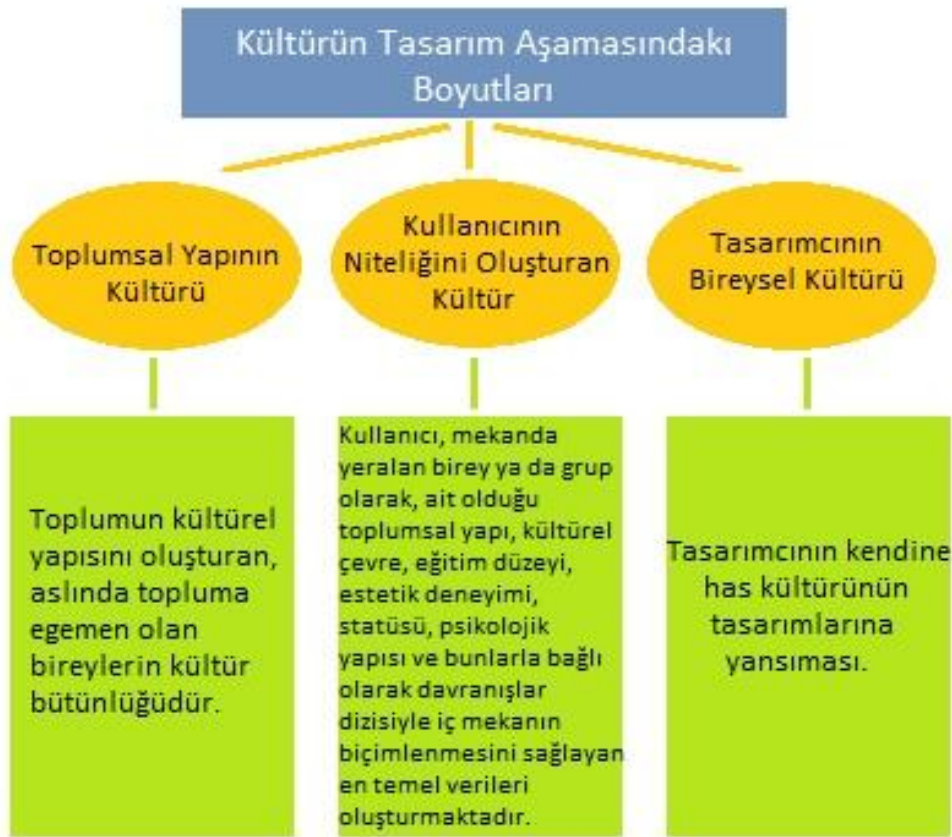 Kültürün Tasarım Aşamasındakı
Boyutları
Toplumsal Yapının
Kültürü
Kullanıcının
Niteliğini Oluşturan
Kültür
Tasarımcının
Bireysel Kültürü
Toplumun kültürel
yapısını oluşturan,
aslında topluma
egemen olan
bireylerin kültür
bütünlüğüdür.
Kullanıcı, mekanda
yeralan birey ya da grup
olarak, ait olduğu
toplumsal yapı, kültürel
çevre, eğitim düzeyi,
estetik deneyimi,
statüsü, psikolojik
yapısı ve bunlarla bağlı
olarak davranışlar
dizisiyle iç mekanın
biçimlenmesini sağlayan
en temel verileri
oluşturmaktadır.
Tasarımcının kendine
has kültürünün
tasarımlarına
yansıması.